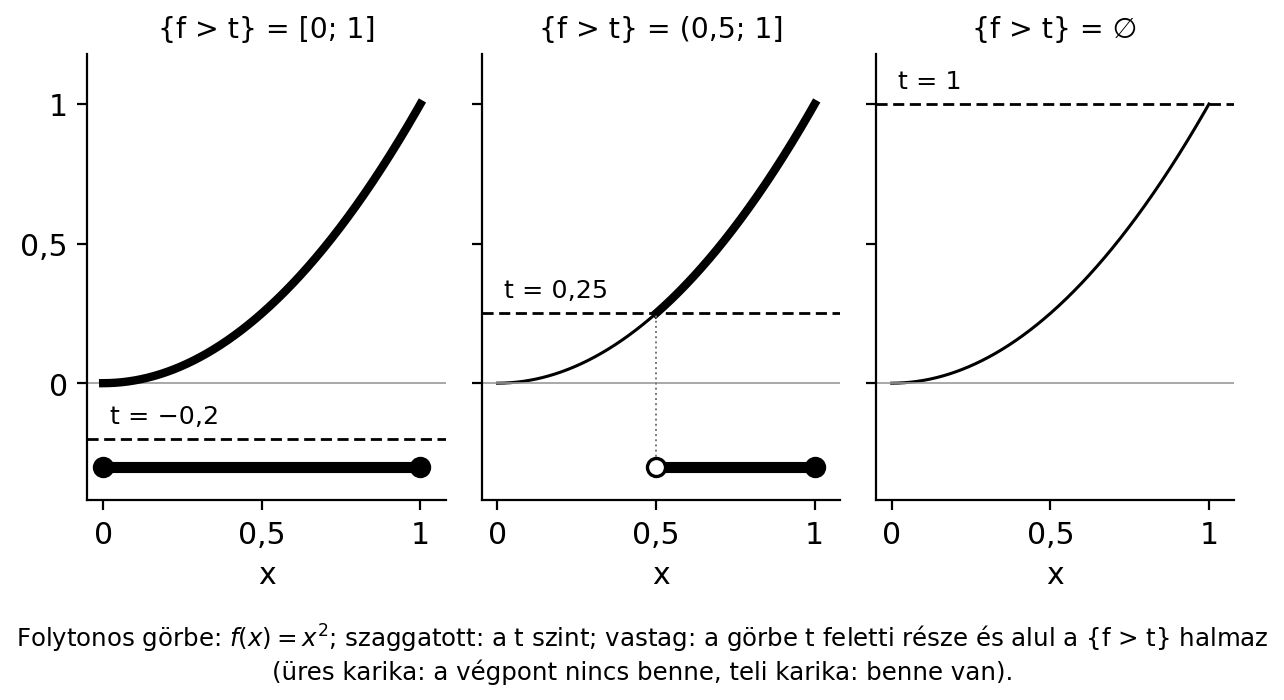 {f > t} = [0; 1]
{f > t} = (0,5; 1]
{f > t} = ∅
1
0,5
0
t = −0,2
t = 0,25
t = 1
0 0,5 1
0 0,5 1
0 0,5 1
x
x
x
Folytonos görbe: f(x) = x²; szaggatott: a t szint; vastag: a görbe t feletti része és alul a {f > t} halmaz
(üres karika: a végpont nincs benne, teli karika: benne van).